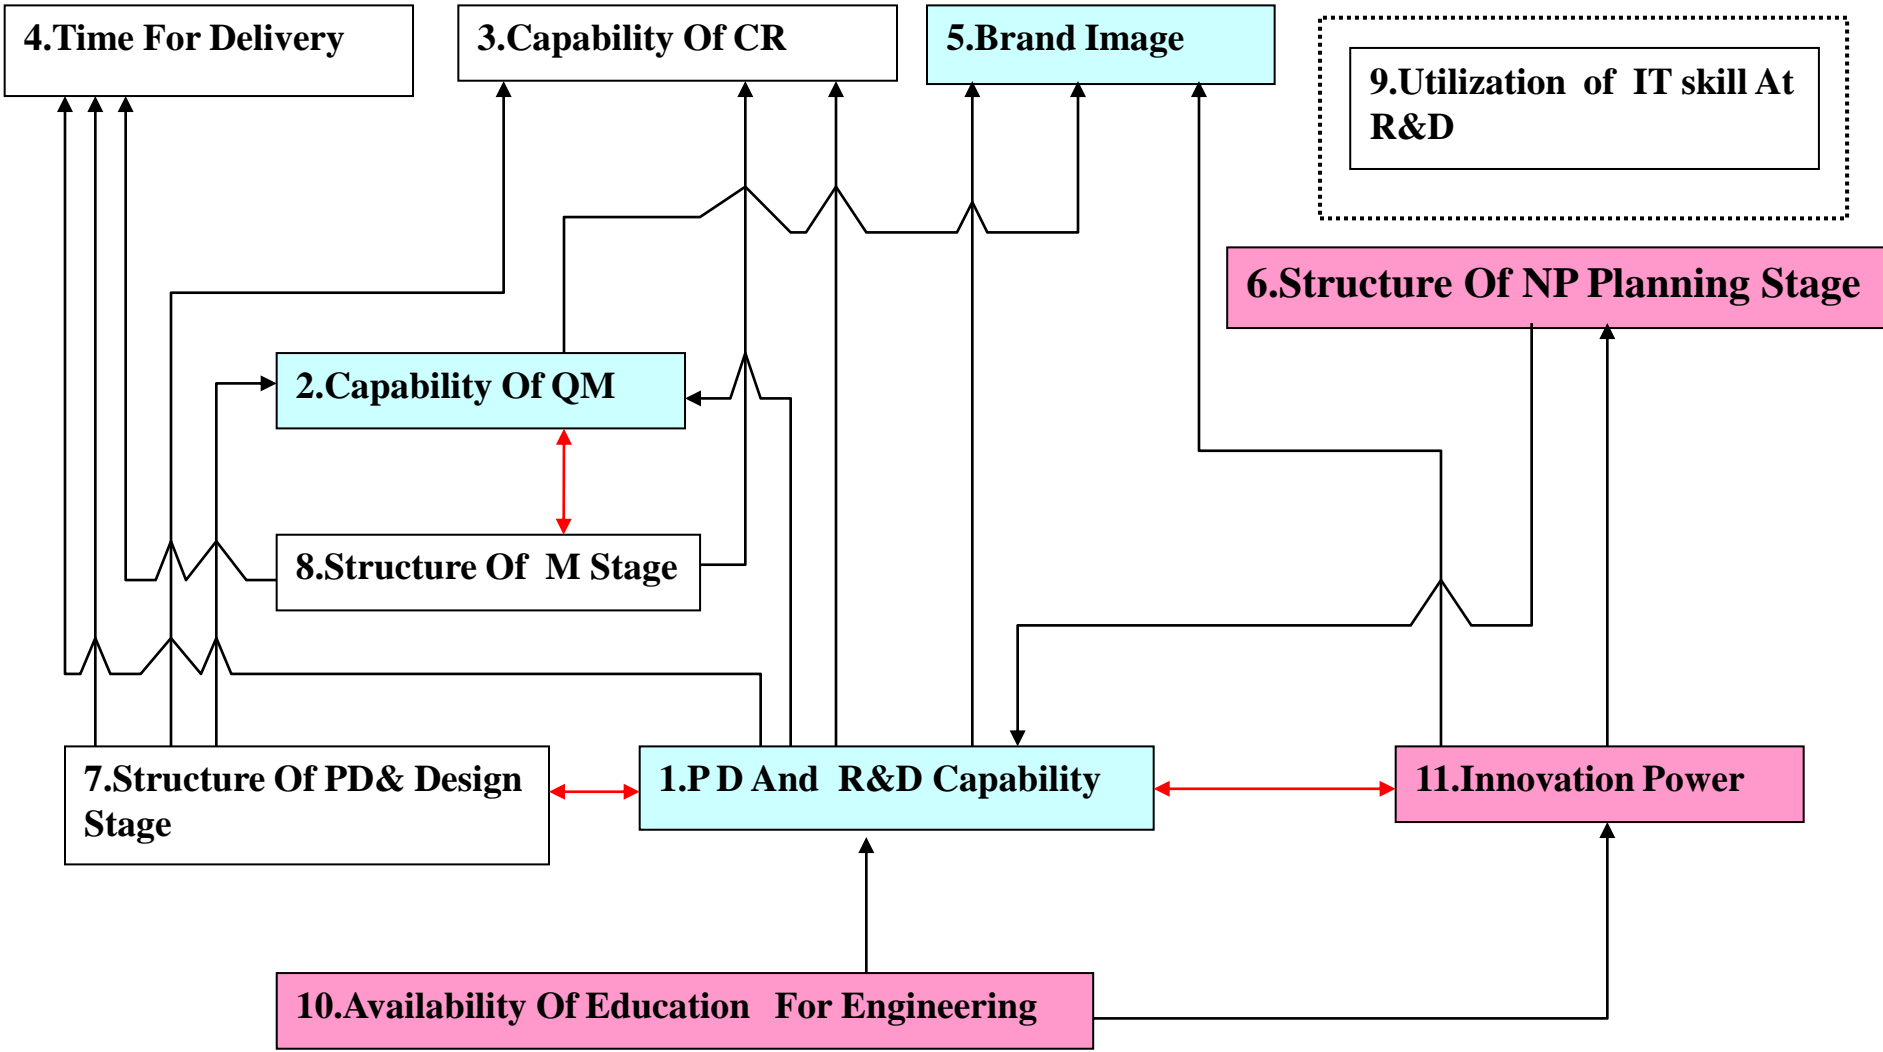 4.Time For Delivery
3.Capability Of CR
5.Brand Image
9.Utilization of IT skill At
R&D
6.Structure Of NP Planning Stage
2.Capability Of QM
8.Structure Of M Stage
7.Structure Of PD& Design
Stage
1.P D And R&D Capability
11.Innovation Power
10.Availability Of Education For Engineering